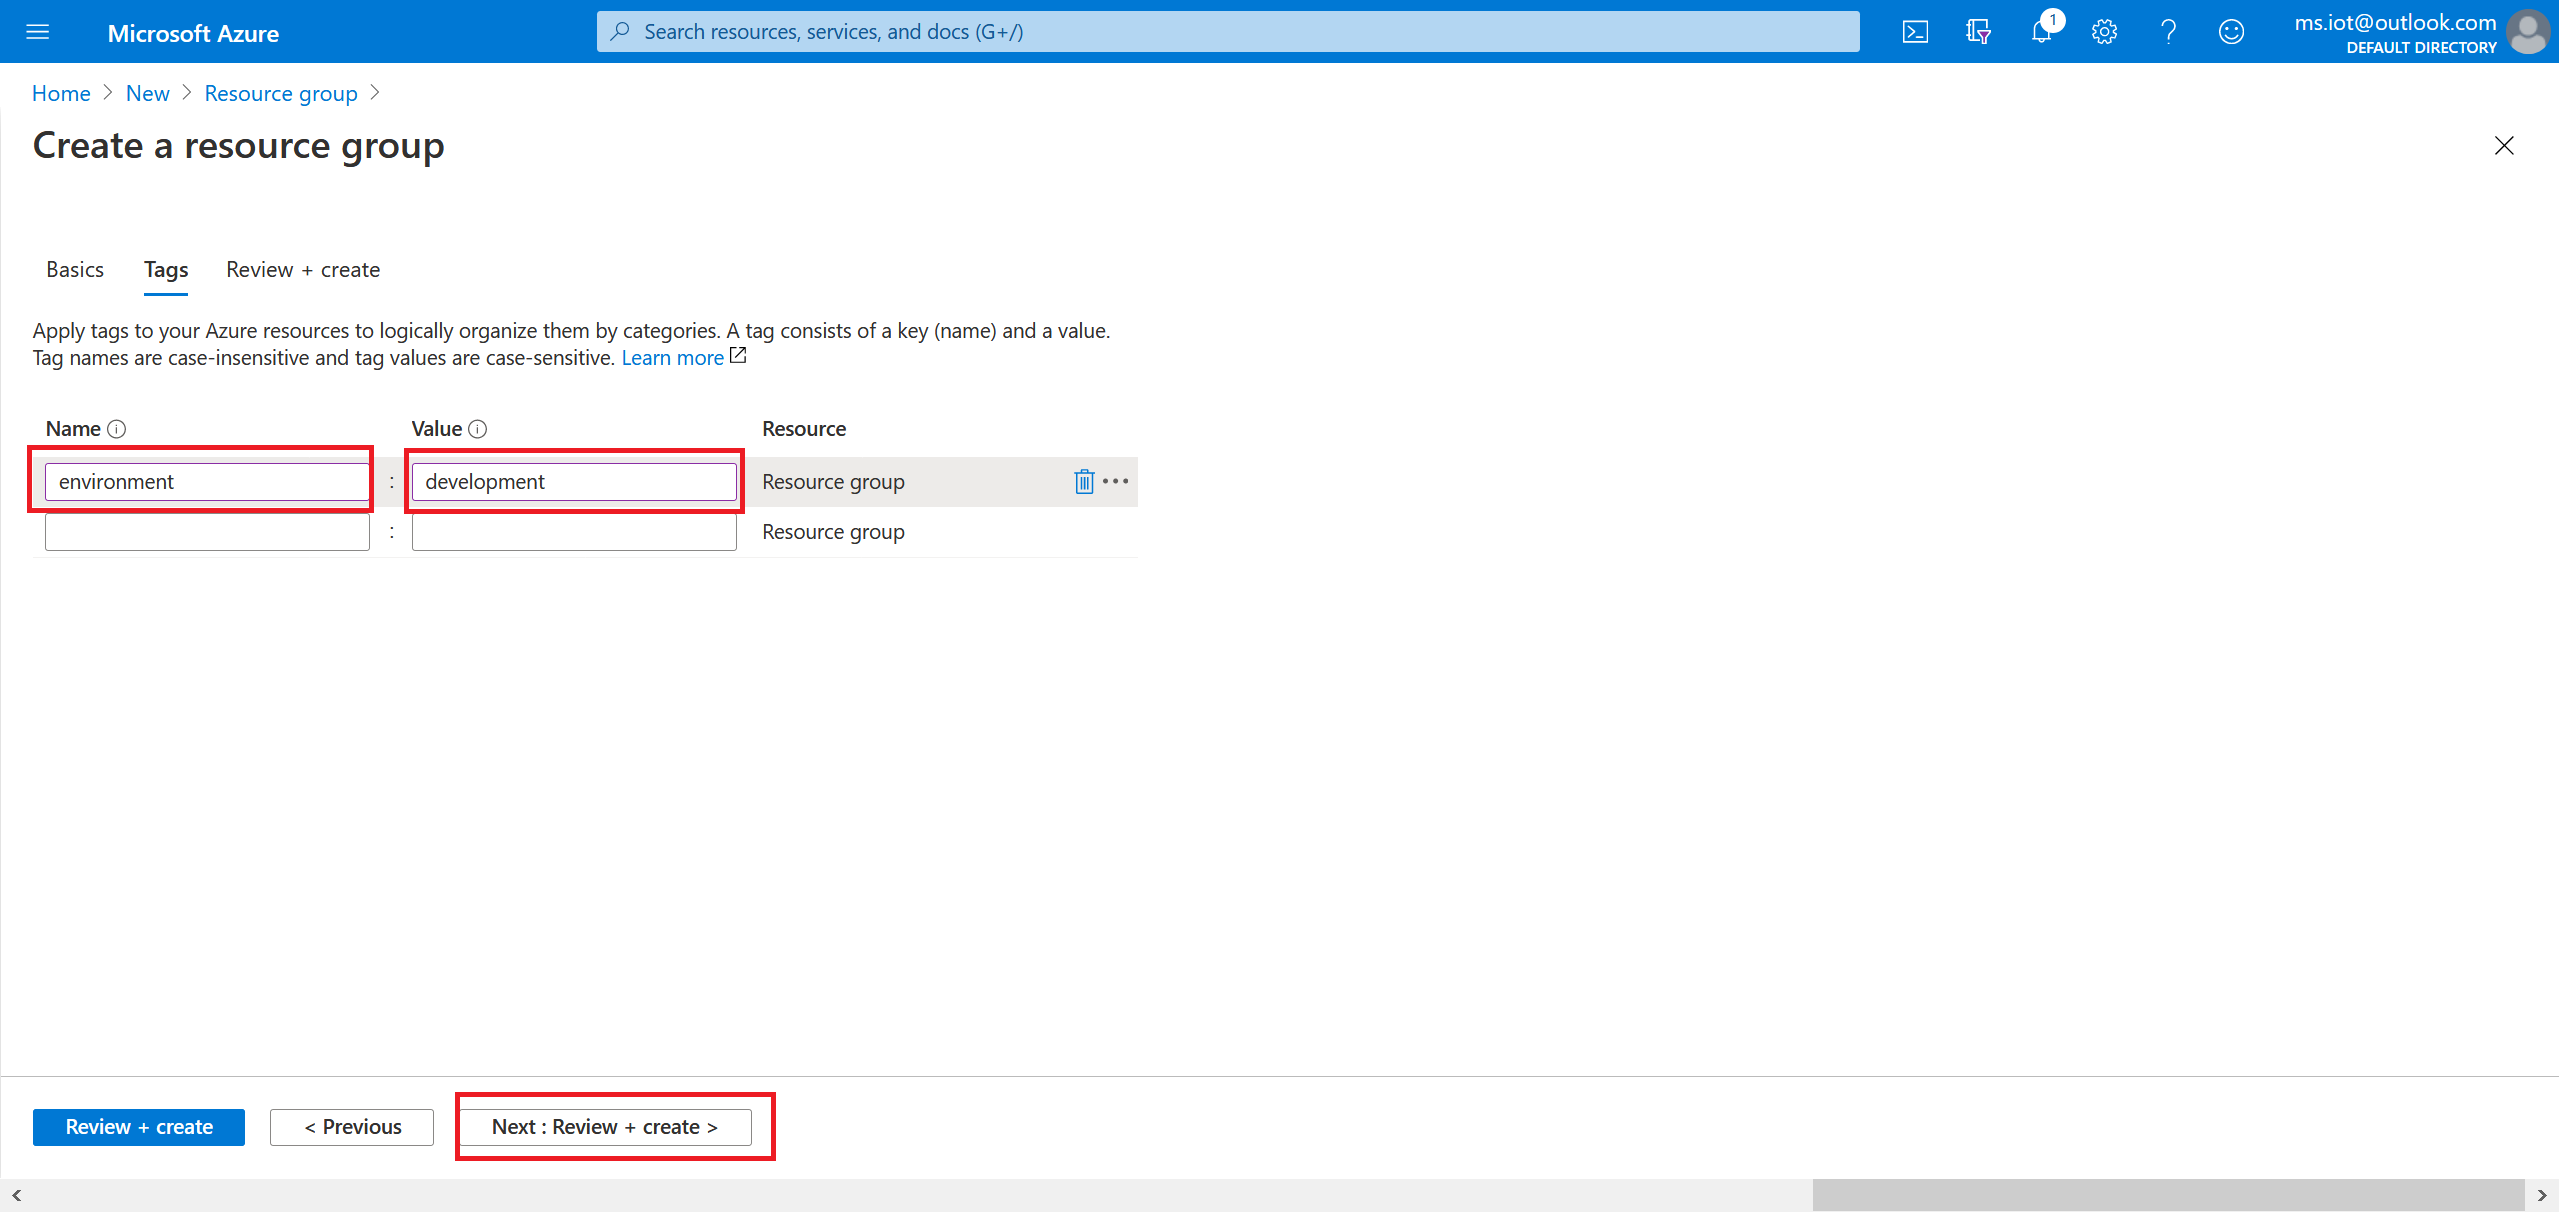 Microsoft Azure
Search resources, services, and docs (G+/)
1
ms.iot@outlook.com
DEFAULT DIRECTORY
Home > New > Resource group >
Create a resource group
Basics Tags Review + create
Apply tags to your Azure resources to logically organize them by categories. A tag consists of a key (name) and a value.
Tag names are case-insensitive and tag values are case-sensitive. Learn more
Name Value Resource
environment : development Resource group
: Resource group
Review + create < Previous Next : Review + create >